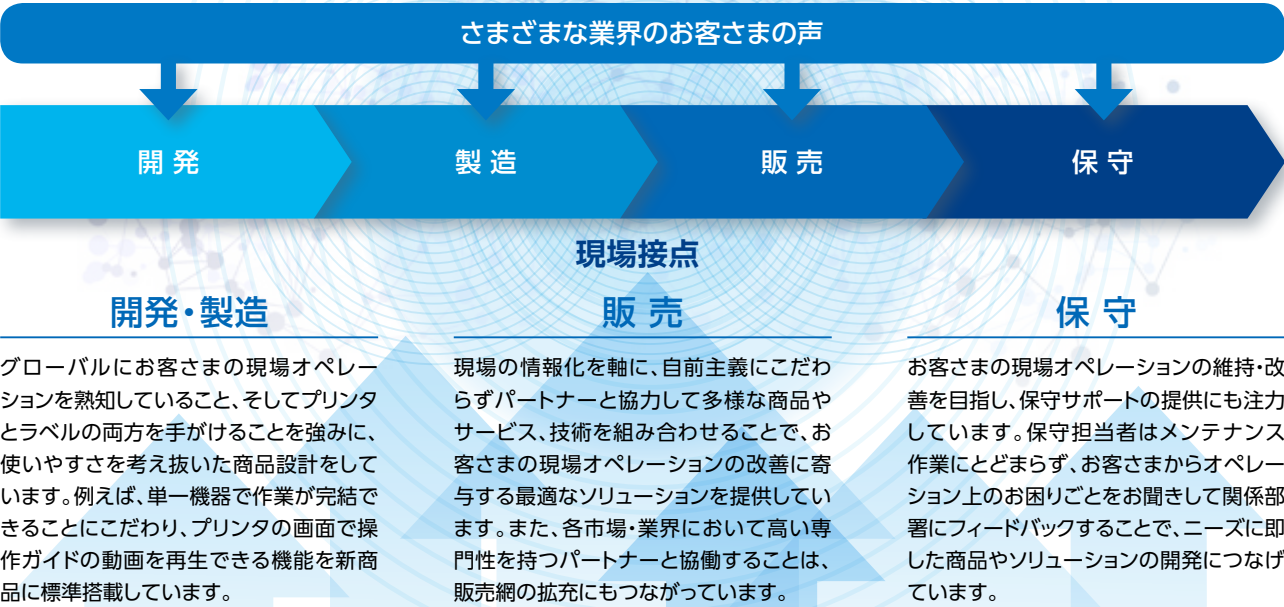 さまざまな業界のお客さまの声
開発
製造
販売
保守
現場接点
開発・製造
グローバルにお客さまの現場オペレー
ションを熟知していること、そしてプリンタ
とラベルの両方を手がけることを強みに、
使いやすさを考え抜いた商品設計をして
います。例えば、単一機器で作業が完結で
きることにこだわり、プリンタの画面で操
作ガイドの動画を再生できる機能を新商
品に標準搭載しています。
販売
現場の情報化を軸に、自前主義にこだわ
らずパートナーと協力して多様な商品や
サービス、技術を組み合わせることで、お
客さまの現場オペレーションの改善に寄
与する最適なソリューションを提供してい
ます。また、各市場・業界において高い専
門性を持つパートナーと協働することは、
販売網の拡充にもつながっています。
保守
お客さまの現場オペレーションの維持・改
善を目指し、保守サポートの提供にも注力
しています。保守担当者はメンテナンス
作業にとどまらず、お客さまからオペレー
ション上のお困りごとをお聞きして関係部
署にフィードバックすることで、ニーズに即
した商品やソリューションの開発につなげ
ています。